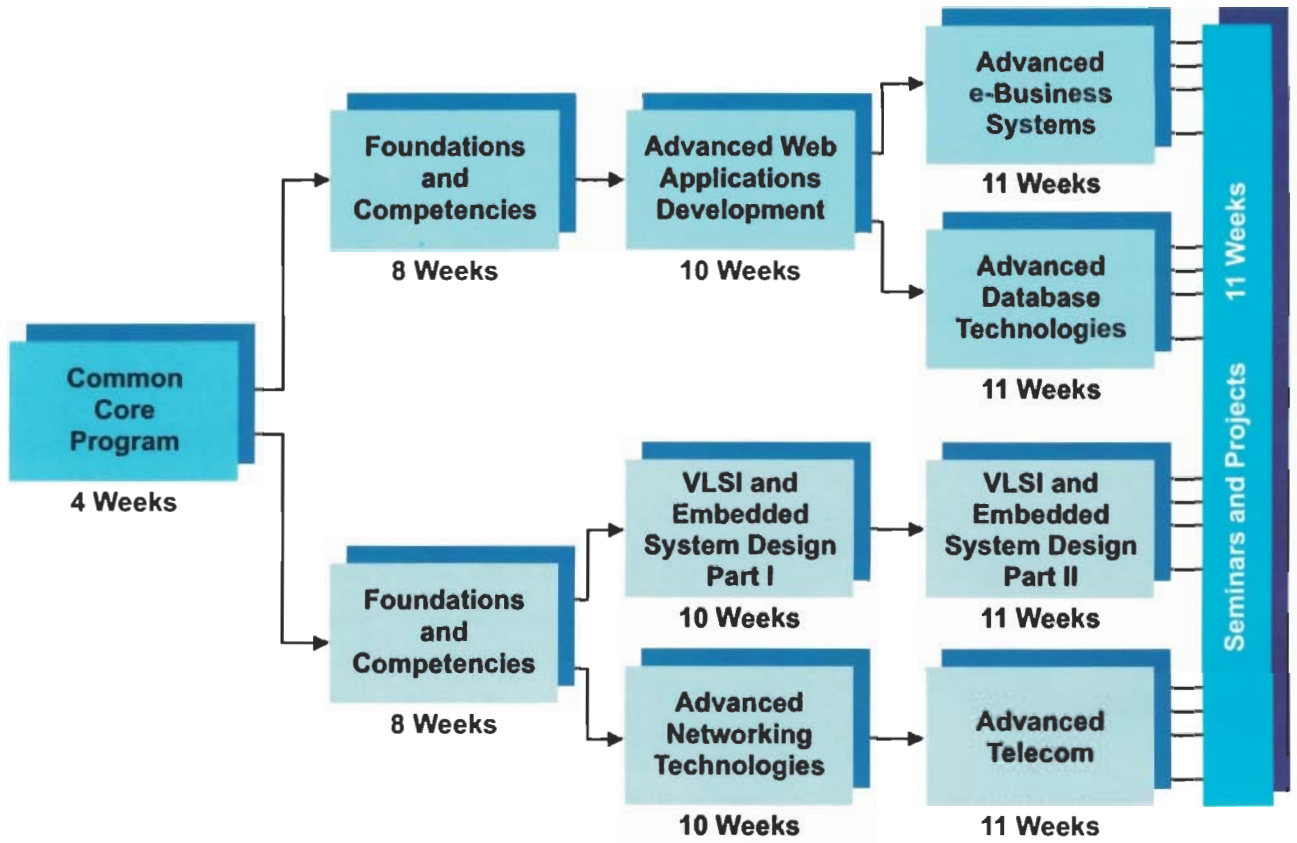 Common
Core
Program
4 Weeks
Foundations
and
Competencies
8 Weeks
Advanced Web
Applications
Development
10 Weeks
Advanced
e-Business
Systems
11 Weeks
Advanced
Database
Technologies
11 Weeks
Foundations
and
Competencies
8 Weeks
VLSI and
Embedded
System Design
Part I
10 Weeks
VLSI and
Embedded
System Design
Part II
11 Weeks
Advanced
Networking
Technologies
10 Weeks
Advanced
Telecom
11 Weeks
Seminars and Projects 11 Weeks